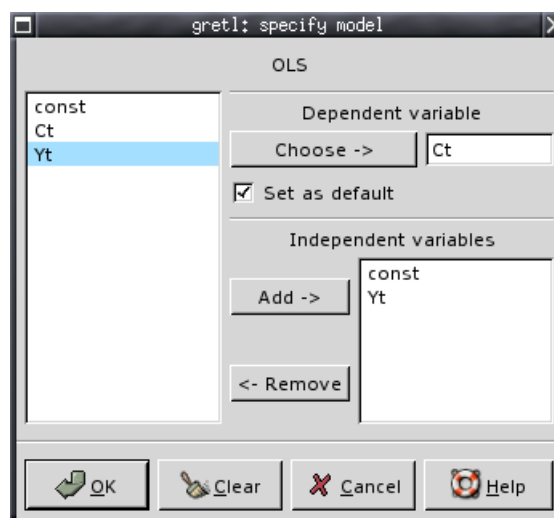 gretl: specify model
OLS
const
Ct
Yt
Dependent variable
Choose ->
Ct
Set as default
Independent variables
Add ->
const
Yt
<- Remove
OK
Clear
Cancel
Help